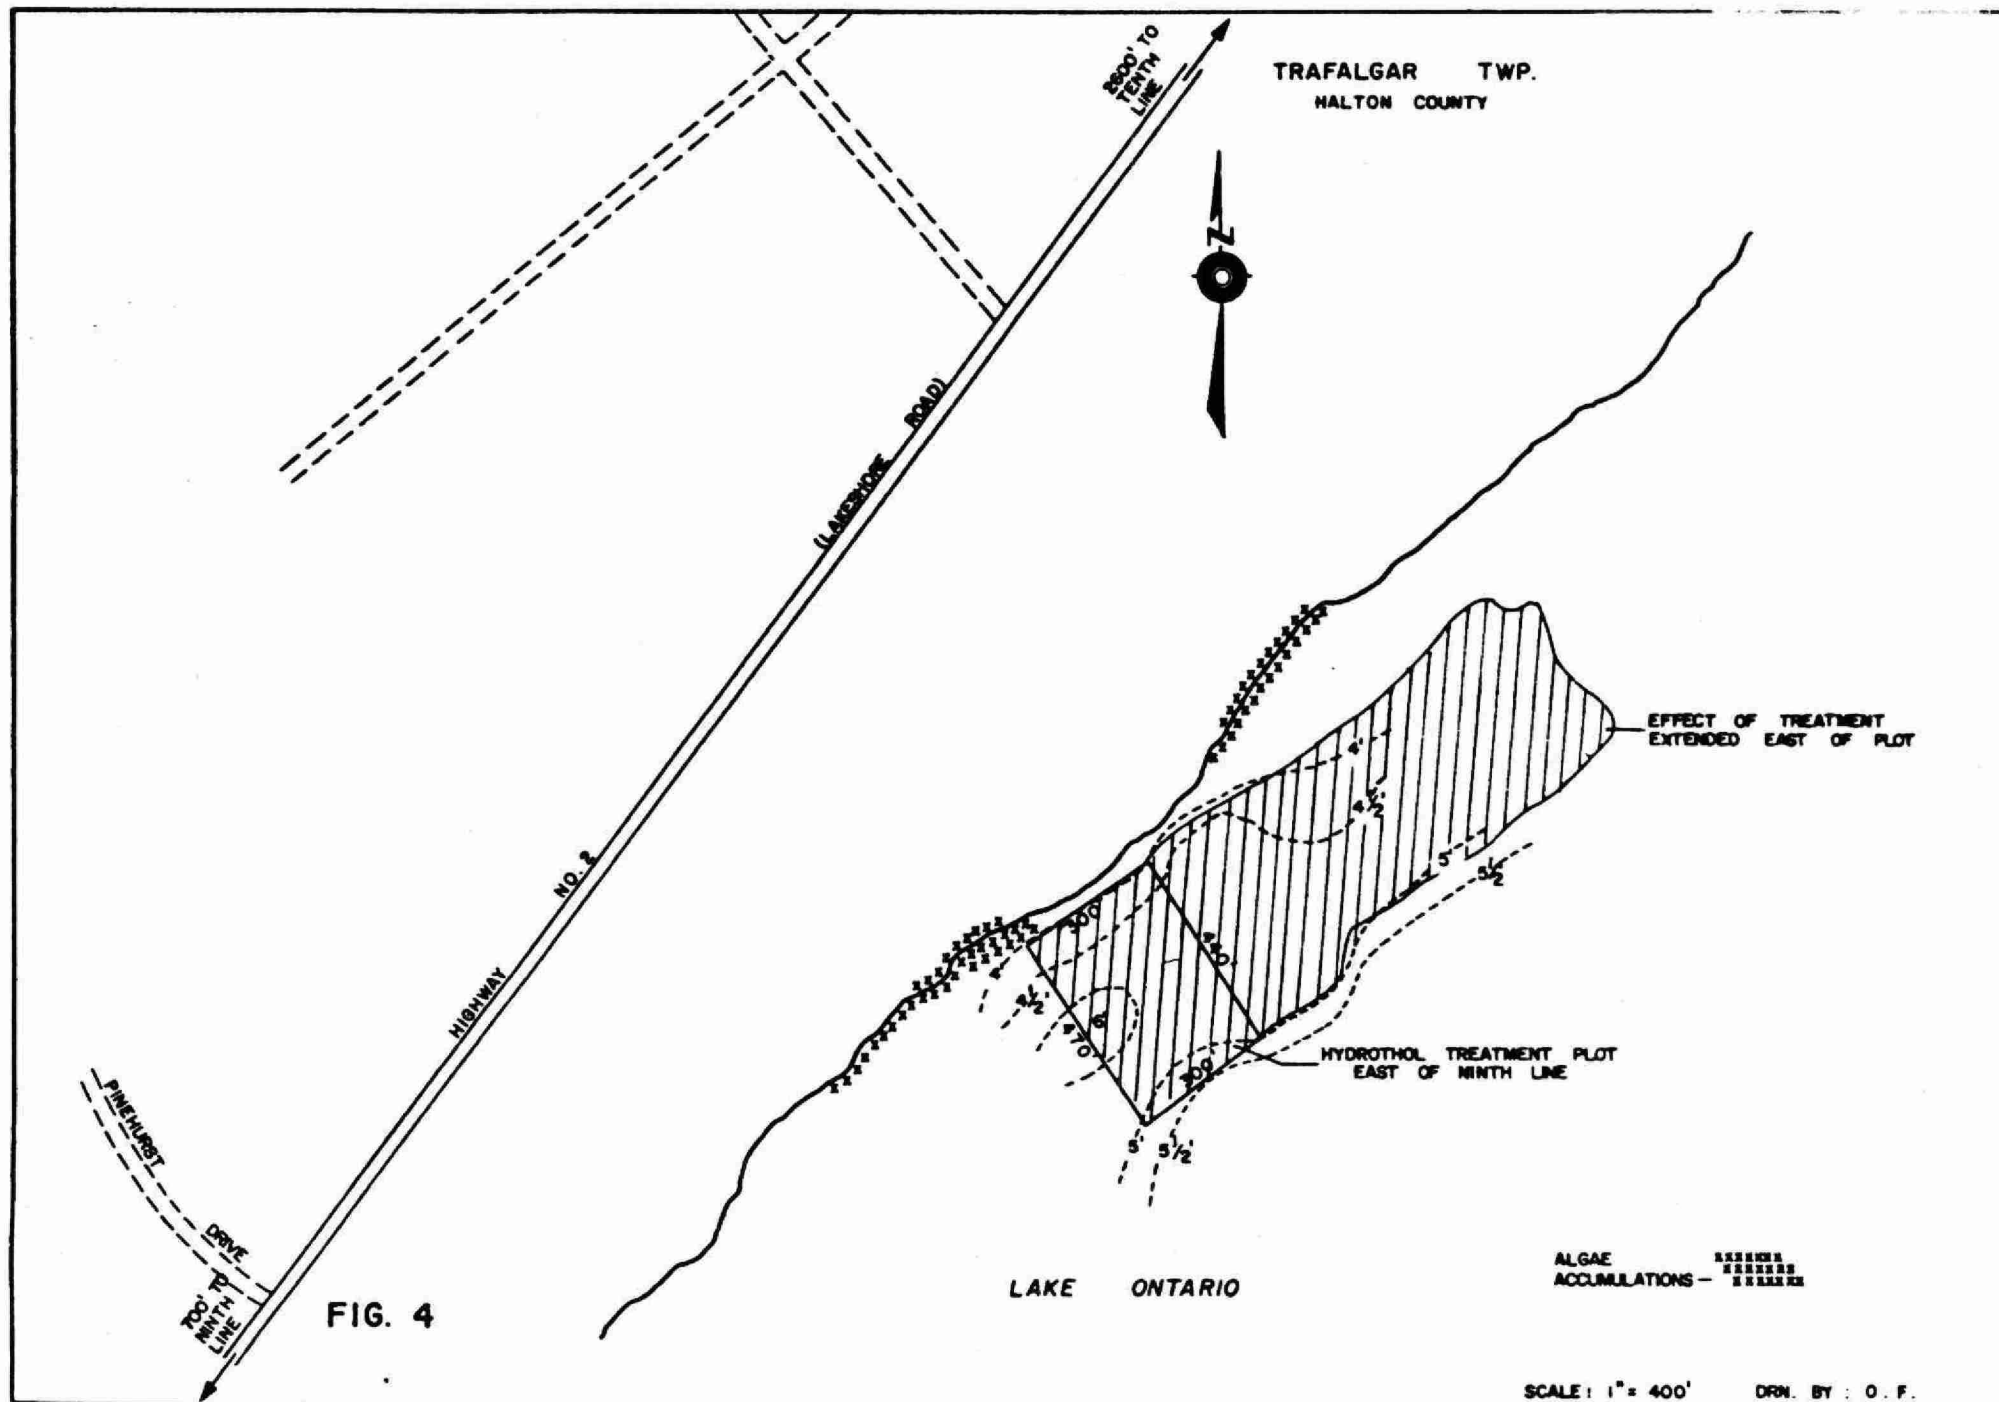 2600' TO
TENTH
LINE
TRAFALGAR TWP.
HALTON COUNTY
N
(LAKESHORE ROAD)
HIGHWAY NO. 2
EFFECT OF TREATMENT
EXTENDED EAST OF PLOT
4'
4½'
5'
5½'
300'
4'
4½'
6'
470'
300'
5'
5½'
HYDROTHOL TREATMENT PLOT
EAST OF NINTH LINE
PINEHURST DRIVE
700' TO
NINTH
LINE
FIG. 4
LAKE ONTARIO
ALGAE
ACCUMULATIONS –
SCALE: 1" = 400' DRN. BY : O. F.